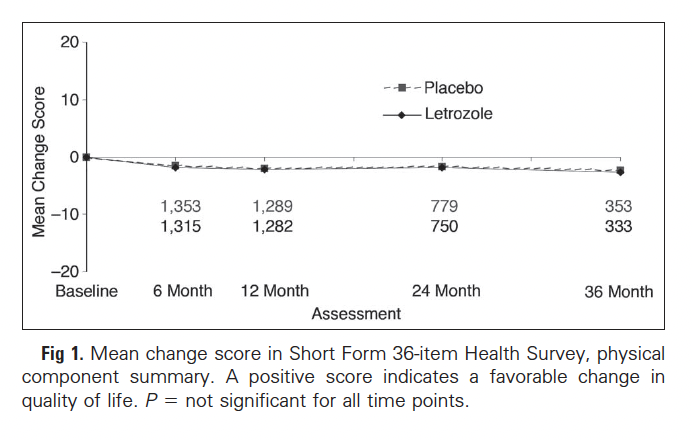 20
10
0
−10
−20
Mean Change Score
Placebo
Letrozole
1,353 1,289 779 353
1,315 1,282 750 333
Baseline 6 Month 12 Month 24 Month 36 Month
Assessment
Fig 1. Mean change score in Short Form 36-item Health Survey, physical
component summary. A positive score indicates a favorable change in
quality of life. P = not significant for all time points.